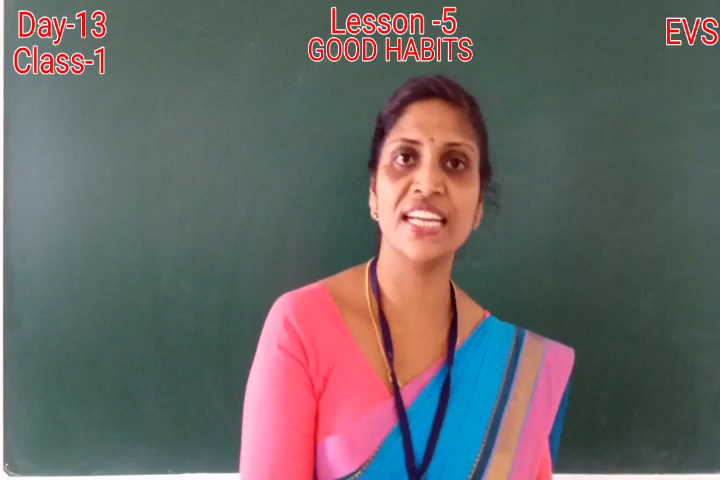 Day-13
Class-1
Lesson -5
GOOD HABITS
EVS